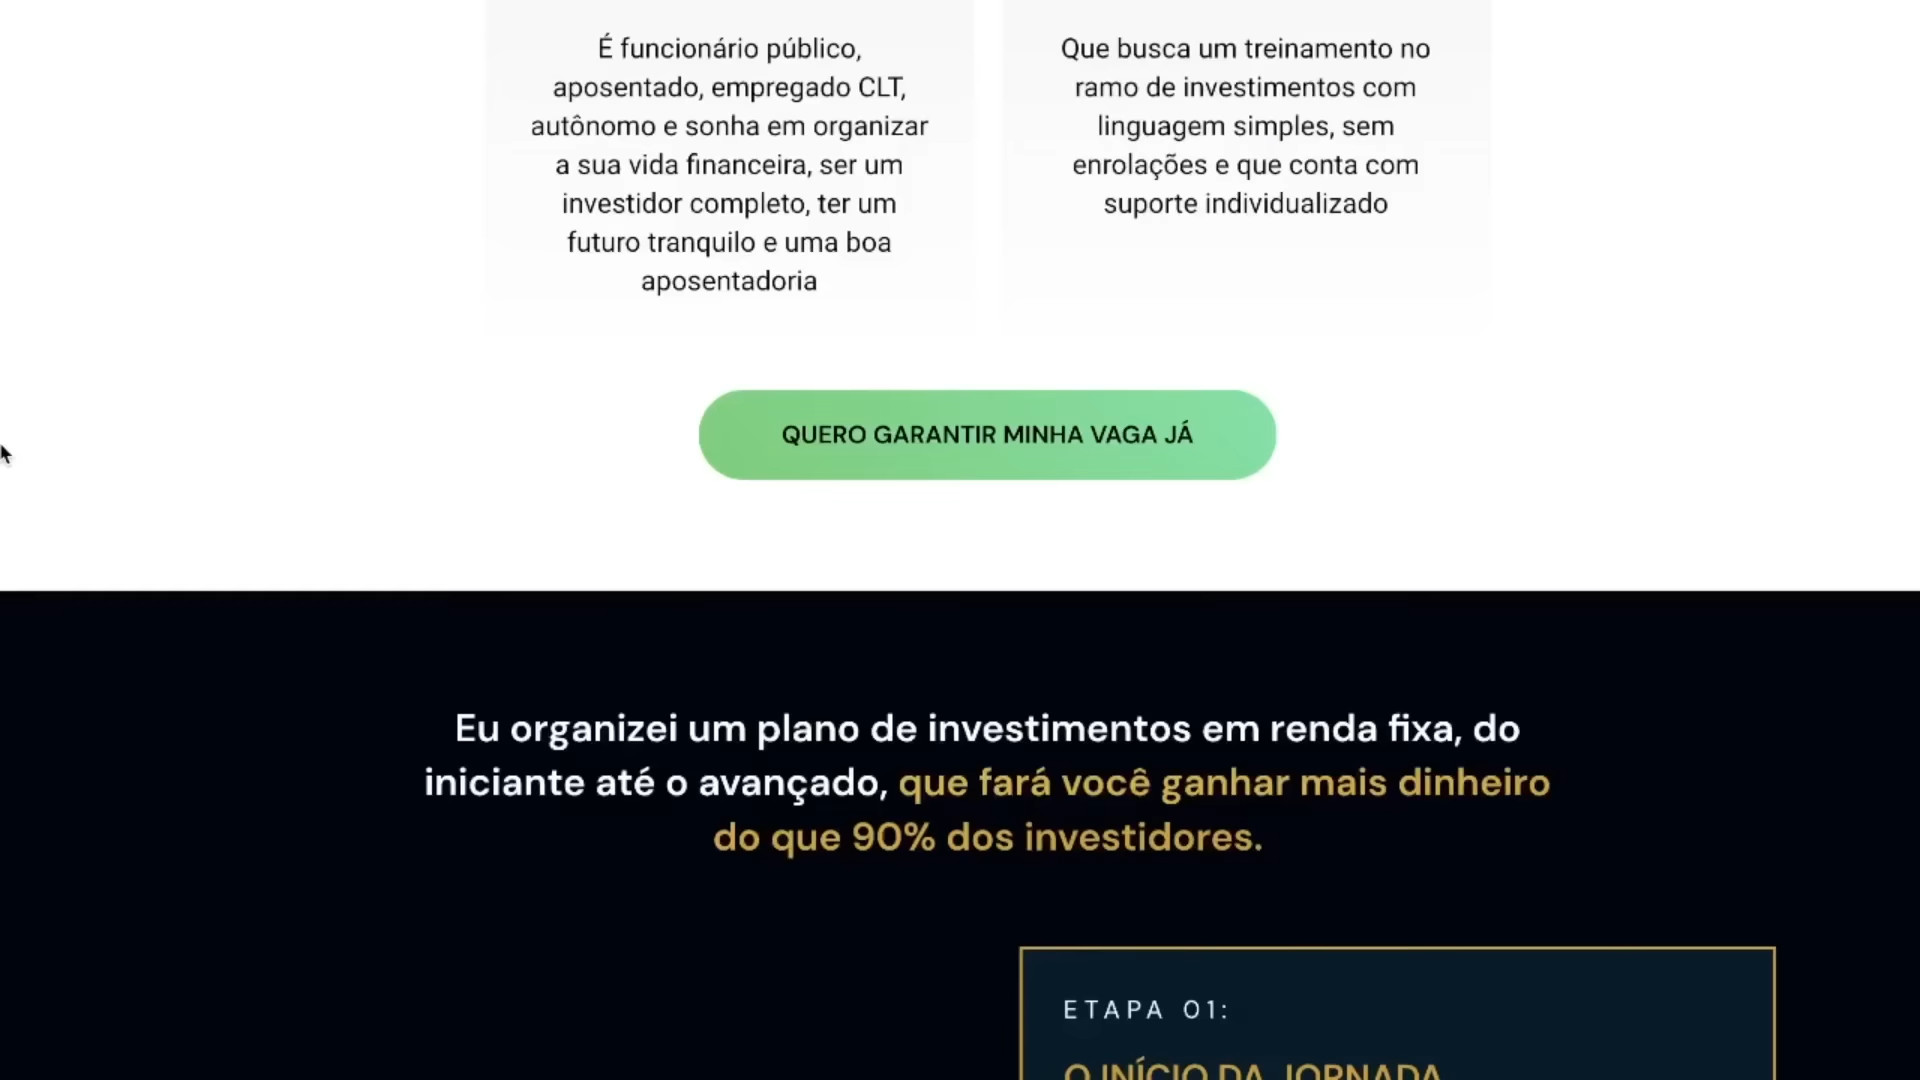 É funcionário público,
aposentado, empregado CLT,
autônomo e sonha em organizar
a sua vida financeira, ser um
investidor completo, ter um
futuro tranquilo e uma boa
aposentadoria
Que busca um treinamento no
ramo de investimentos com
linguagem simples, sem
enrolações e que conta com
suporte individualizado
QUERO GARANTIR MINHA VAGA JÁ
Eu organizei um plano de investimentos em renda fixa, do
iniciante até o avançado, que fará você ganhar mais dinheiro
do que 90% dos investidores.
ETAPA 01:
O INÍCIO DA JORNADA